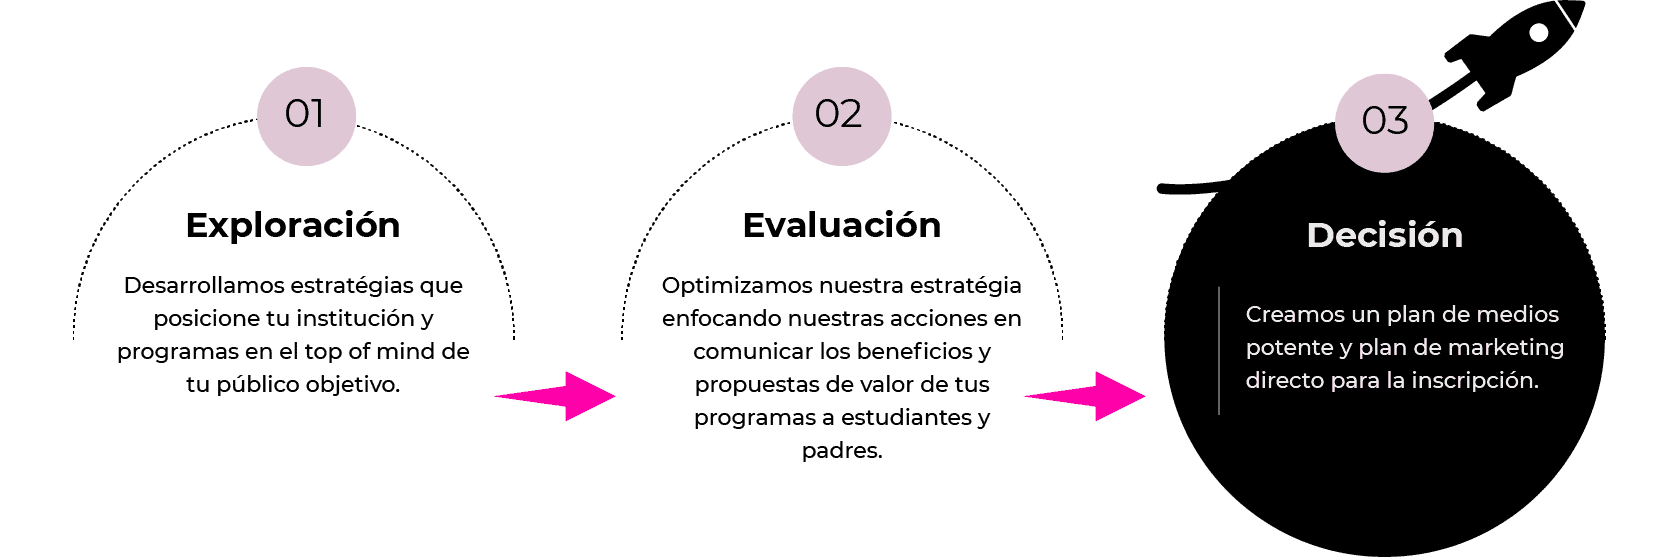 01
Exploración
Desarrollamos estratégias que
posicione tu institución y
programas en el top of mind de
tu público objetivo.
02
Evaluación
Optimizamos nuestra estratégia
enfocando nuestras acciones en
comunicar los beneficios y
propuestas de valor de tus
programas a estudiantes y
padres.
03
Decisión
Creamos un plan de medios
potente y plan de marketing
directo para la inscripción.